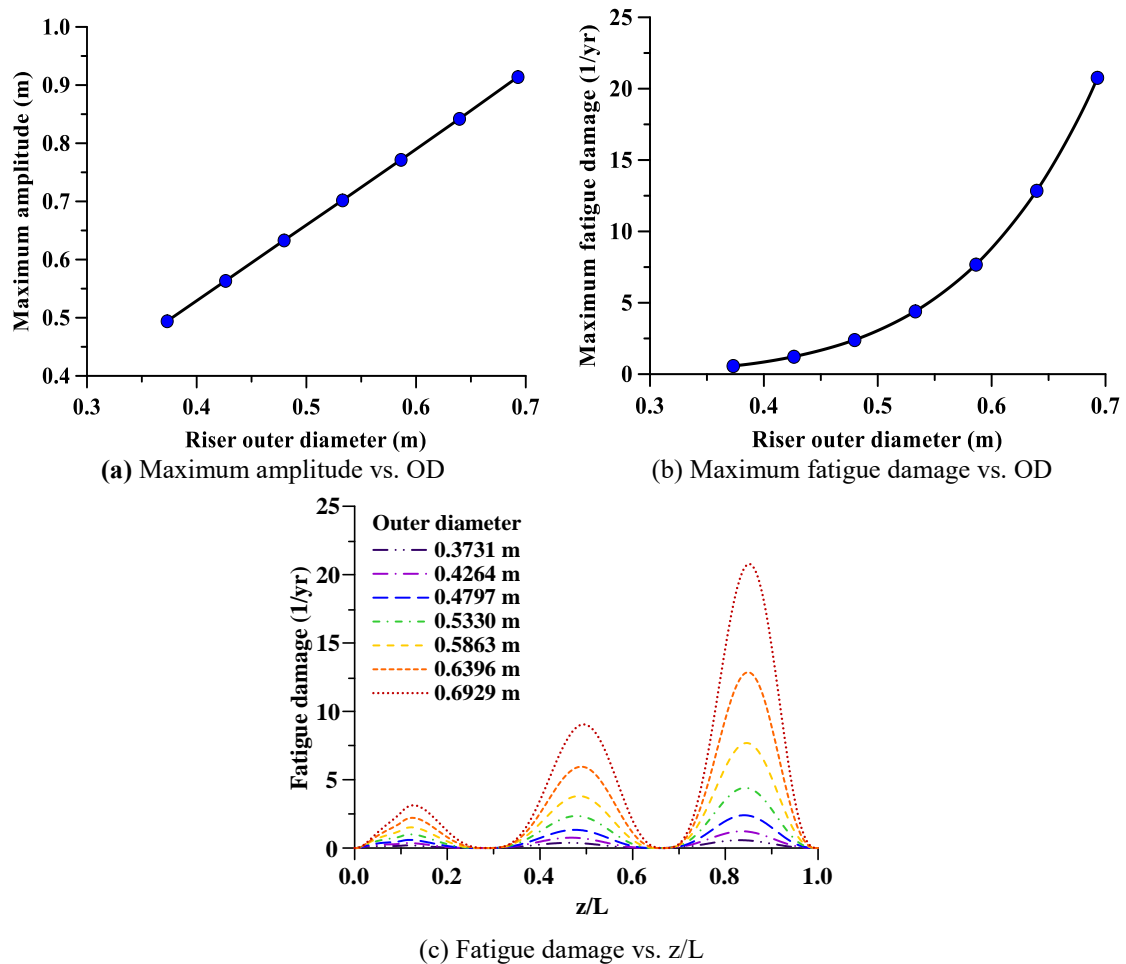 Maximum amplitude (m)
1.0
0.9
0.8
0.7
0.6
0.5
0.4
0.3 0.4 0.5 0.6 0.7
Riser outer diameter (m)
(a) Maximum amplitude vs. OD
Maximum fatigue damage (1/yr)
25
20
15
10
5
0
0.3 0.4 0.5 0.6 0.7
Riser outer diameter (m)
(b) Maximum fatigue damage vs. OD
Fatigue damage (1/yr)
25
20
15
10
5
0
Outer diameter
0.3731 m
0.4264 m
0.4797 m
0.5330 m
0.5863 m
0.6396 m
0.6929 m
0.0 0.2 0.4 0.6 0.8 1.0
z/L
(c) Fatigue damage vs. z/L